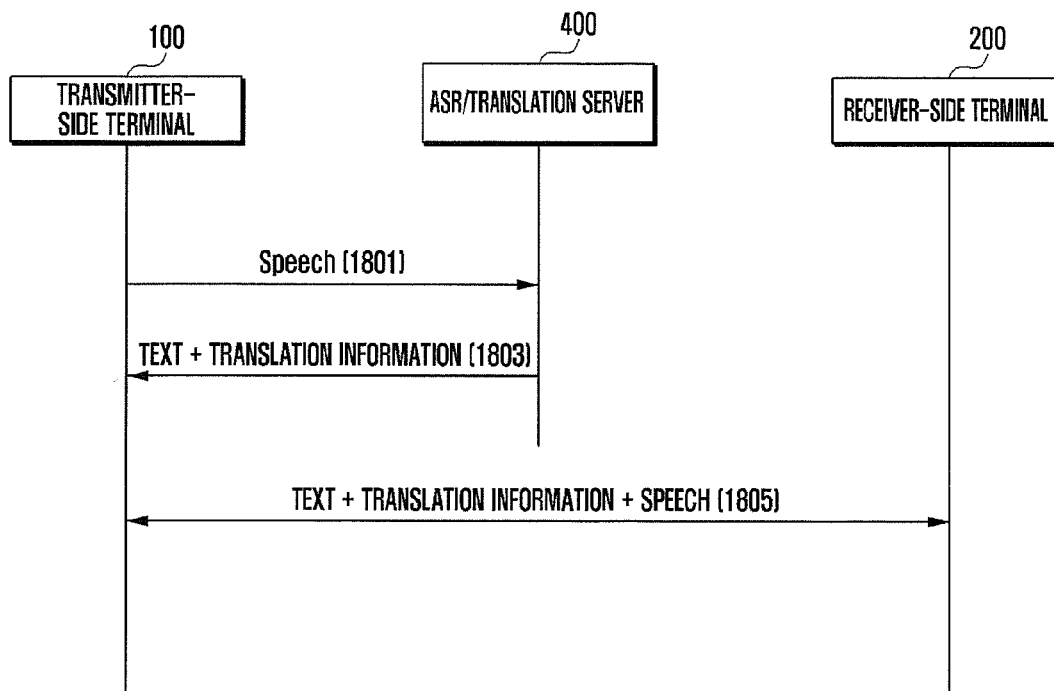 100
400
200
TRANSMITTER-
SIDE TERMINAL
ASR/TRANSLATION SERVER
RECEIVER-SIDE TERMINAL
Speech (1801)
TEXT + TRANSLATION INFORMATION (1803)
TEXT + TRANSLATION INFORMATION + SPEECH (1805)